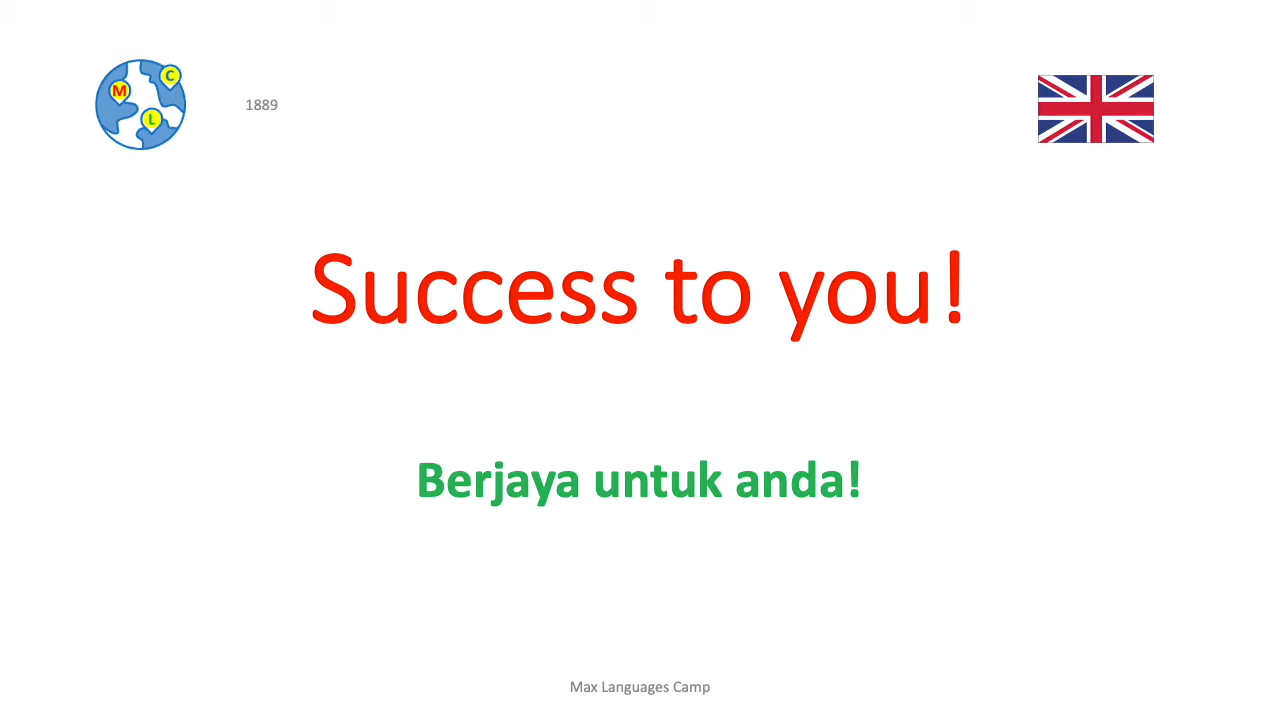 M
C
L
1889
Success to you!
Berjaya untuk anda!
Max Languages Camp